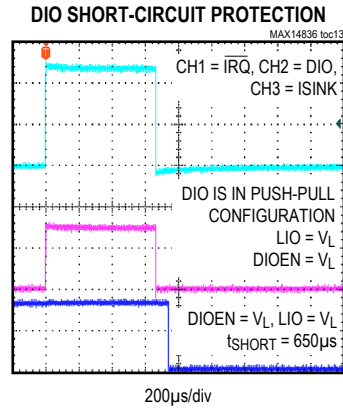 DIO SHORT-CIRCUIT PROTECTION
MAX14836 toc13
T
CH1 = IRQ, CH2 = DIO,
CH3 = ISINK
DIO IS IN PUSH-PULL
CONFIGURATION
LIO = VL
DIOEN = VL
DIOEN = VL, LIO = VL
tSHORT = 650µs
200µs/div